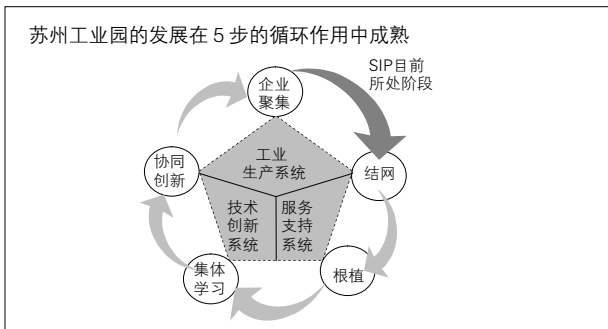 苏州工业园的发展在5步的循环作用中成熟
SIP目前
所处阶段
企业
聚集
协同
创新
工业
生产系统
结网
技术
创新
系统
服务
支持
系统
集体
学习
根植